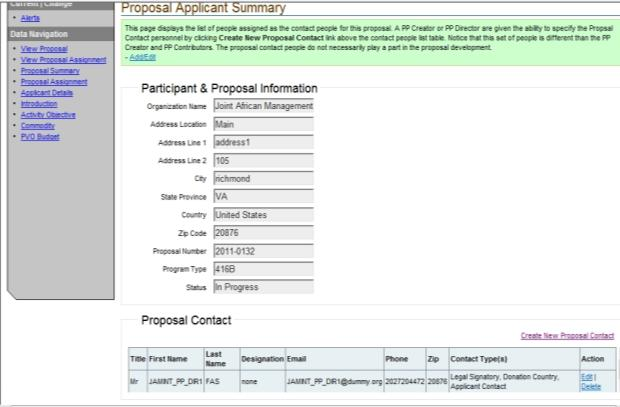 Current | Change
• Alerts
Data Navigation
• View Proposal
• View Proposal Assignment
• Proposal Summary
• Proposal Assignment
• Applicant Details
• Introduction
• Activity Objective
• Commodity
• PVO Budget
Proposal Applicant Summary
This page displays the list of people assigned as the contact people for this proposal. A PP Creator or PP Director are given the ability to specify the Propsal
Contact personnel by clicking Create New Proposal Contact link above the contact people list table. Notice that this set of people is different than the PP
Creator and PP Contributors. The proposal contact people do not necessarily play a part in the proposal development.
- Add/Edit
Participant & Proposal Information
Organization Name Joint African Management
Address Location Main
Address Line 1 address1
Address Line 2 105
City richmond
State Province VA
Country United States
Zip Code 20876
Proposal Number 2011-0132
Program Type 416B
Status In Progress
Proposal Contact
Create New Proposal Contact
Title First Name Last Name Designation Email Phone Zip Contact Type(s) Action
Mr JAMINT_PP_DIR1 FAS none JAMINT_PP_DIR1@dummy.org 2027204472 20876 Legal Signatory, Donation Country, Edit |
Applicant Contact Delete